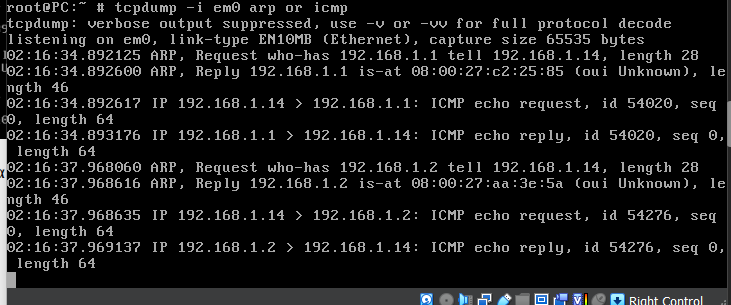 root@PC:~ # tcpdump -i em0 arp or icmp
tcpdump: verbose output suppressed, use -v or -vv for full protocol decode
listening on em0, link-type EN10MB (Ethernet), capture size 65535 bytes
02:16:34.892125 ARP, Request who-has 192.168.1.1 tell 192.168.1.14, length 28
02:16:34.892600 ARP, Reply 192.168.1.1 is-at 08:00:27:c2:25:85 (oui Unknown), le
ngth 46
02:16:34.892617 IP 192.168.1.14 > 192.168.1.1: ICMP echo request, id 54020, seq
0, length 64
02:16:34.893176 IP 192.168.1.1 > 192.168.1.14: ICMP echo reply, id 54020, seq 0,
 length 64
02:16:37.968060 ARP, Request who-has 192.168.1.2 tell 192.168.1.14, length 28
02:16:37.968616 ARP, Reply 192.168.1.2 is-at 08:00:27:aa:3e:5a (oui Unknown), le
ngth 46
02:16:37.968635 IP 192.168.1.14 > 192.168.1.2: ICMP echo request, id 54276, seq
0, length 64
02:16:37.969137 IP 192.168.1.2 > 192.168.1.14: ICMP echo reply, id 54276, seq 0,
 length 64
Right Control